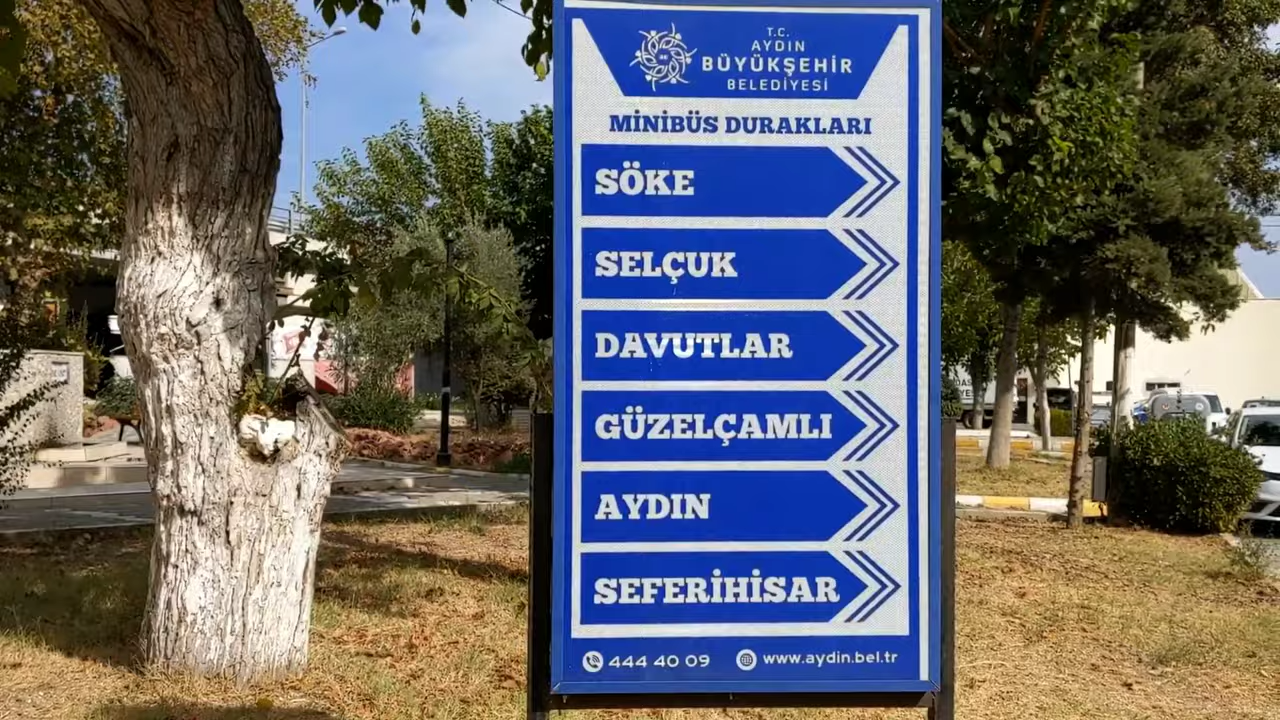 T.C.
AYDIN
BÜYÜKŞEHİR
BELEDİYESİ
MİNİBÜS DURAKLARI
SÖKE
SELÇUK
DAVUTLAR
GÜZELÇAMLI
AYDIN
SEFERİHİSAR
444 40 09 www.aydin.bel.tr